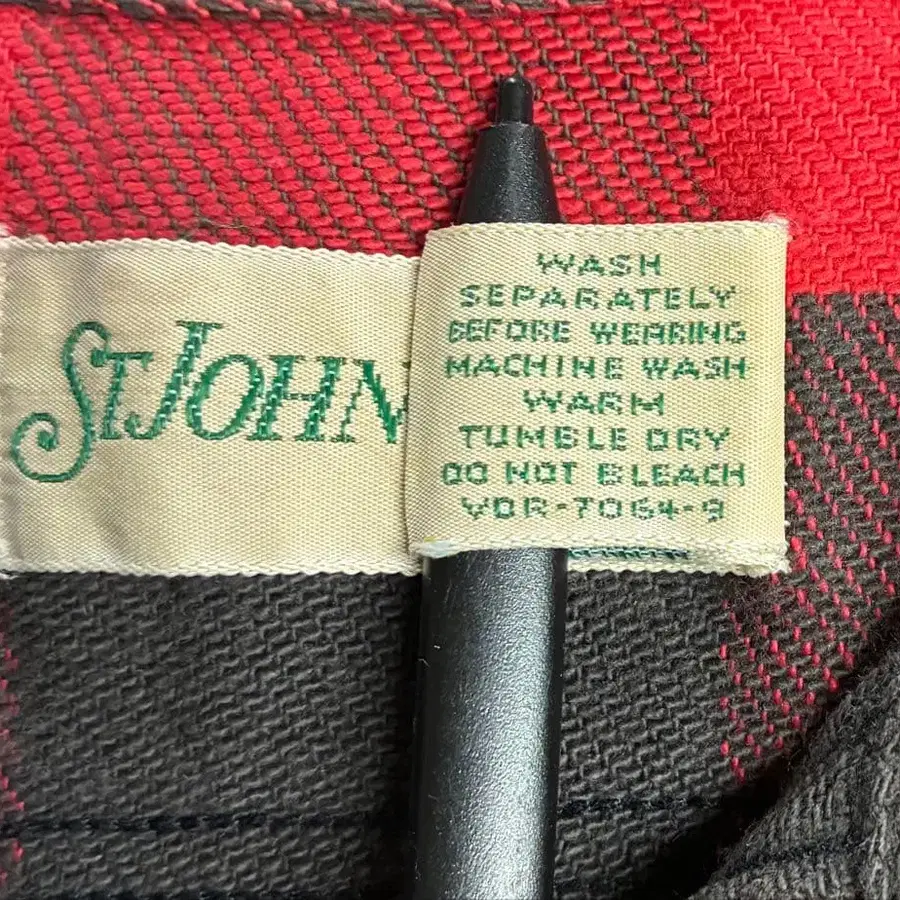 ST JOHN
WASH
SEPARATELY
BEFORE WEARING
MACHINE WASH
WARM
TUMBLE DRY
DO NOT BLEACH
VDR-7064-9